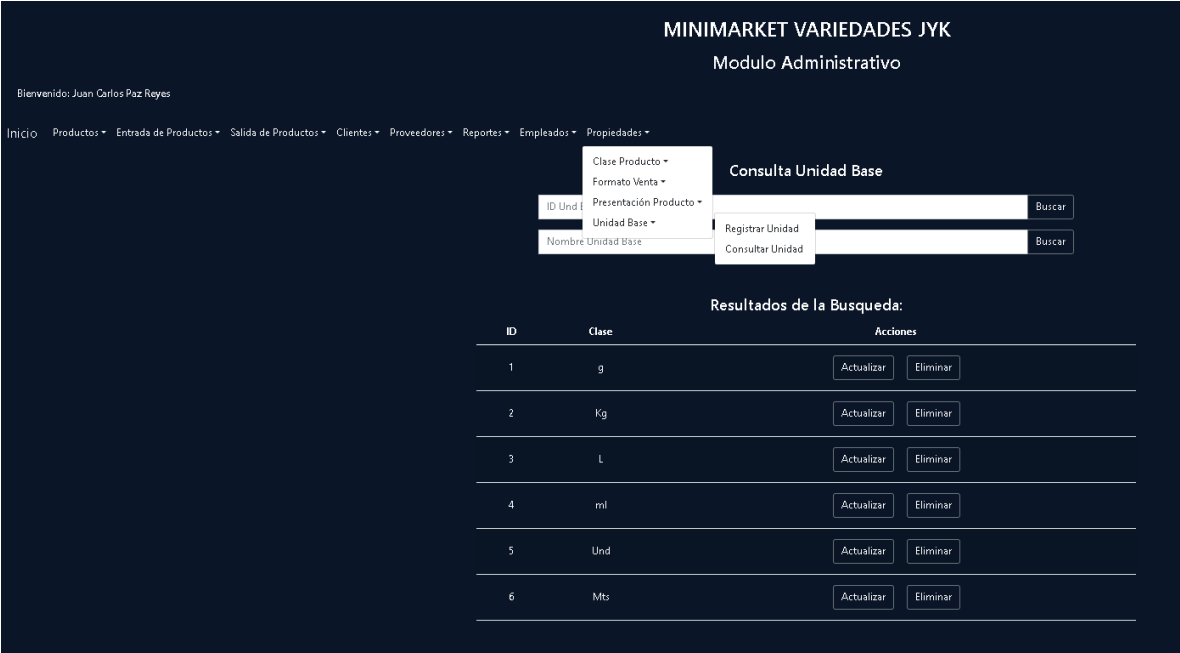 MINIMARKET VARIEDADES JYK
Modulo Administrativo
Bienvenido: Juan Carlos Paz Reyes
Inicio Productos Entrada de Productos Salida de Productos Clientes Proveedores Reportes Empleados Propiedades
Clase Producto
Formato Venta
Presentación Producto
Unidad Base
Registrar Unidad
Consultar Unidad
Consulta Unidad Base
ID Und Buscar
Nombre Unidad Base Buscar
Resultados de la Busqueda:
ID Clase Acciones
1 g Actualizar Eliminar
2 Kg Actualizar Eliminar
3 L Actualizar Eliminar
4 ml Actualizar Eliminar
5 Und Actualizar Eliminar
6 Mts Actualizar Eliminar